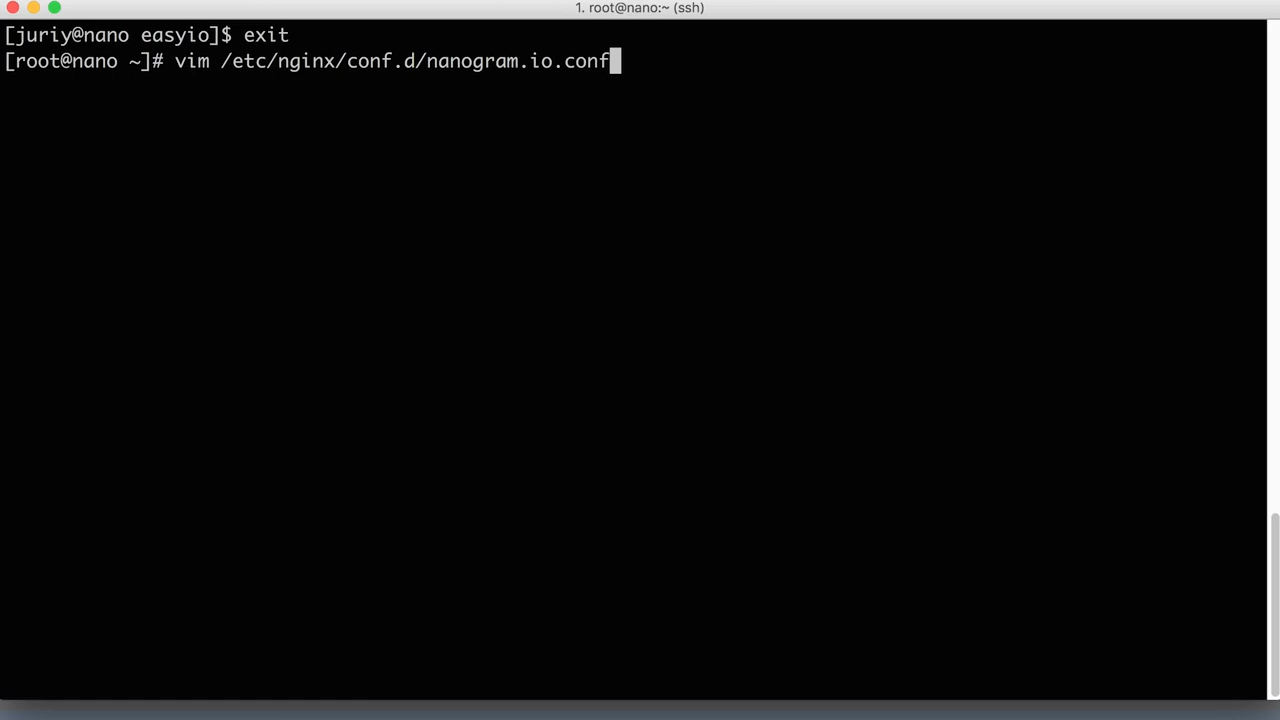 1. root@nano:~ (ssh)
[juriy@nano easyio]$ exit
[root@nano ~]# vim /etc/nginx/conf.d/nanogram.io.conf